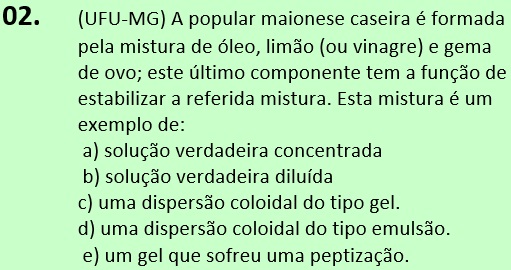 02. (UFU-MG) A popular maionese caseira é formada
pela mistura de óleo, limão (ou vinagre) e gema
de ovo; este último componente tem a função de
estabilizar a referida mistura. Esta mistura é um
exemplo de:
a) solução verdadeira concentrada
b) solução verdadeira diluída
c) uma dispersão coloidal do tipo gel.
d) uma dispersão coloidal do tipo emulsão.
e) um gel que sofreu uma peptização.